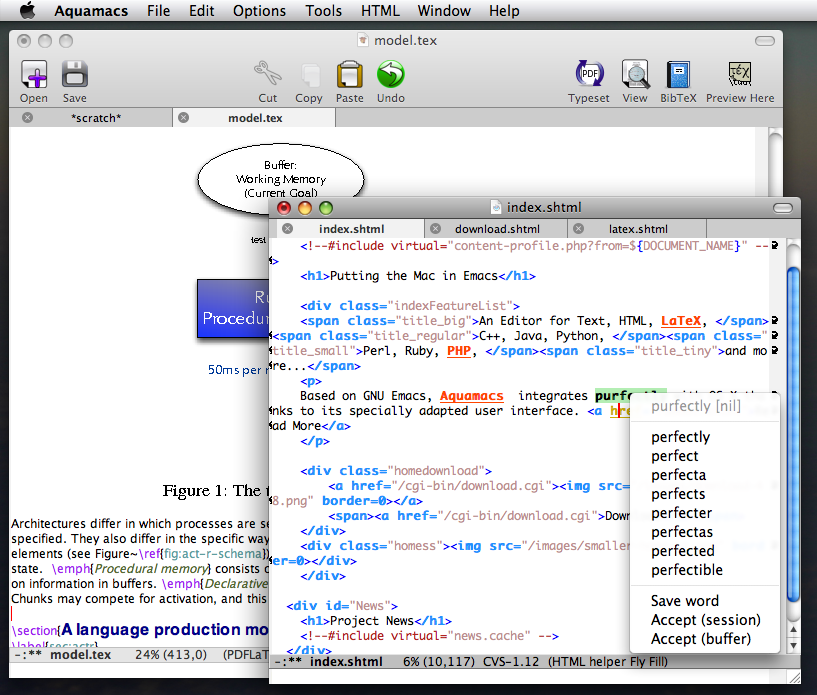 Aquamacs File Edit Options Tools HTML Window Help
model.tex
Open Save Cut Copy Paste Undo Typeset View BibTeX Preview Here
*scratch* model.tex
Buffer:
Working Memory
(Current Goal)
test
Ru
Procedural
50ms per r
Figure 1: The
Architectures differ in which processes are se
specified. They also differ in the specific way
elements (see Figure~\ref{fig:act-r-schema})
state. \emph{Procedural memory} consists o
on information in buffers. \emph{Declarative
Chunks may compete for activation, and this
\section{A language production mo
\label{sec:actr
-:** model.tex 24% (413,0) (PDFLaT
index.shtml
index.shtml download.shtml latex.shtml
<!--#include virtual="content-profile.php?from=${DOCUMENT_NAME}" --
>
<h1>Putting the Mac in Emacs</h1>
<div class="indexFeatureList">
<span class="title_big">An Editor for Text, HTML, LaTeX, </span>
<span class="title_regular">C++, Java, Python, </span><span class="
title_small">Perl, Ruby, PHP, </span><span class="title_tiny">and mo
re...</span>
<p>
Based on GNU Emacs, Aquamacs integrates purfectly with OS X
nks to its specially adapted user interface. <a hre
ad More</a>
</p>
<div class="homedownload">
<a href="/cgi-bin/download.cgi"><img src=
8.png" border=0></a>
<span><a href="/cgi-bin/download.cgi">Dow
</div>
<div class="homess"><img src="/images/smaller
er=0></div>
</div>
<div id="News">
<h1>Project News</h1>
<!--#include virtual="news.cache" -->
</div>
-:** index.shtml 6% (10,117) CVS-1.12 (HTML helper Fly Fill)
purfectly [nil]
perfectly
perfect
perfecta
perfects
perfecter
perfectas
perfected
perfectible
Save word
Accept (session)
Accept (buffer)